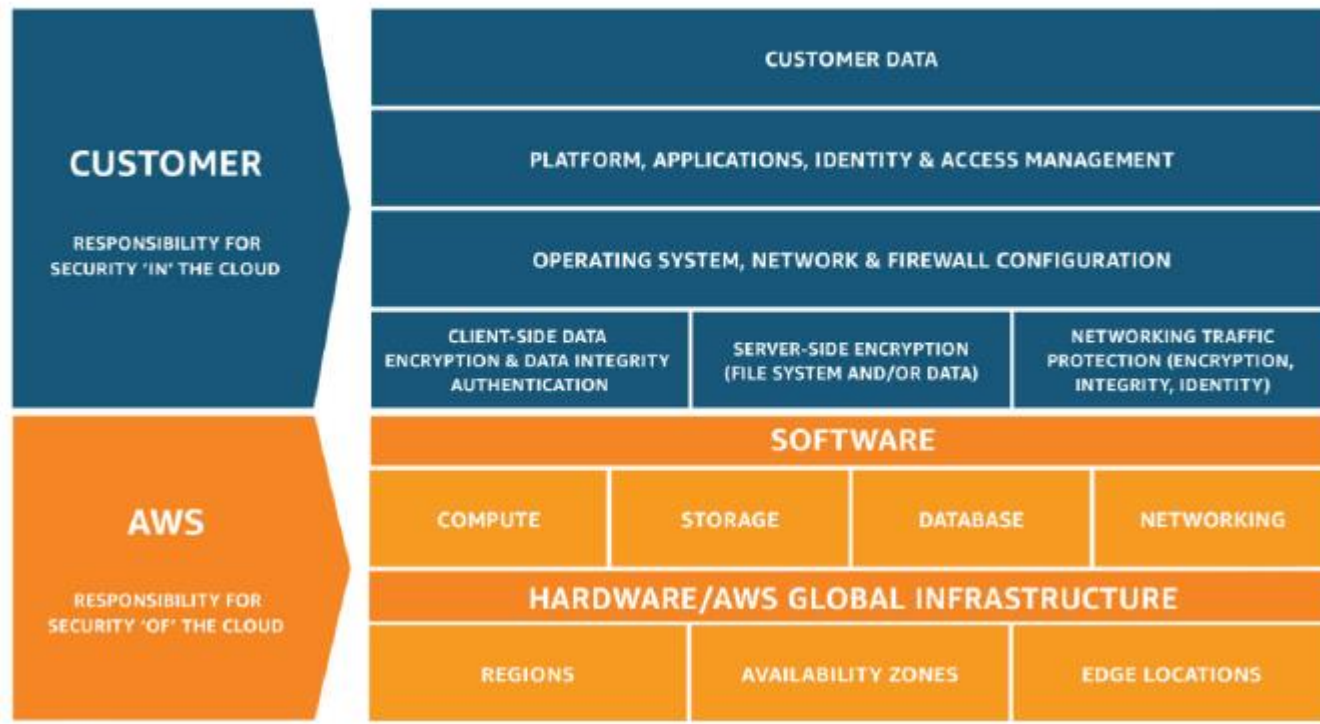 CUSTOMER
RESPONSIBILITY FOR
SECURITY ‘IN’ THE CLOUD
CUSTOMER DATA
PLATFORM, APPLICATIONS, IDENTITY & ACCESS MANAGEMENT
OPERATING SYSTEM, NETWORK & FIREWALL CONFIGURATION
CLIENT-SIDE DATA
ENCRYPTION & DATA INTEGRITY
AUTHENTICATION
SERVER-SIDE ENCRYPTION
(FILE SYSTEM AND/OR DATA)
NETWORKING TRAFFIC
PROTECTION (ENCRYPTION,
INTEGRITY, IDENTITY)
AWS
RESPONSIBILITY FOR
SECURITY ‘OF’ THE CLOUD
SOFTWARE
COMPUTE
STORAGE
DATABASE
NETWORKING
HARDWARE/AWS GLOBAL INFRASTRUCTURE
REGIONS
AVAILABILITY ZONES
EDGE LOCATIONS